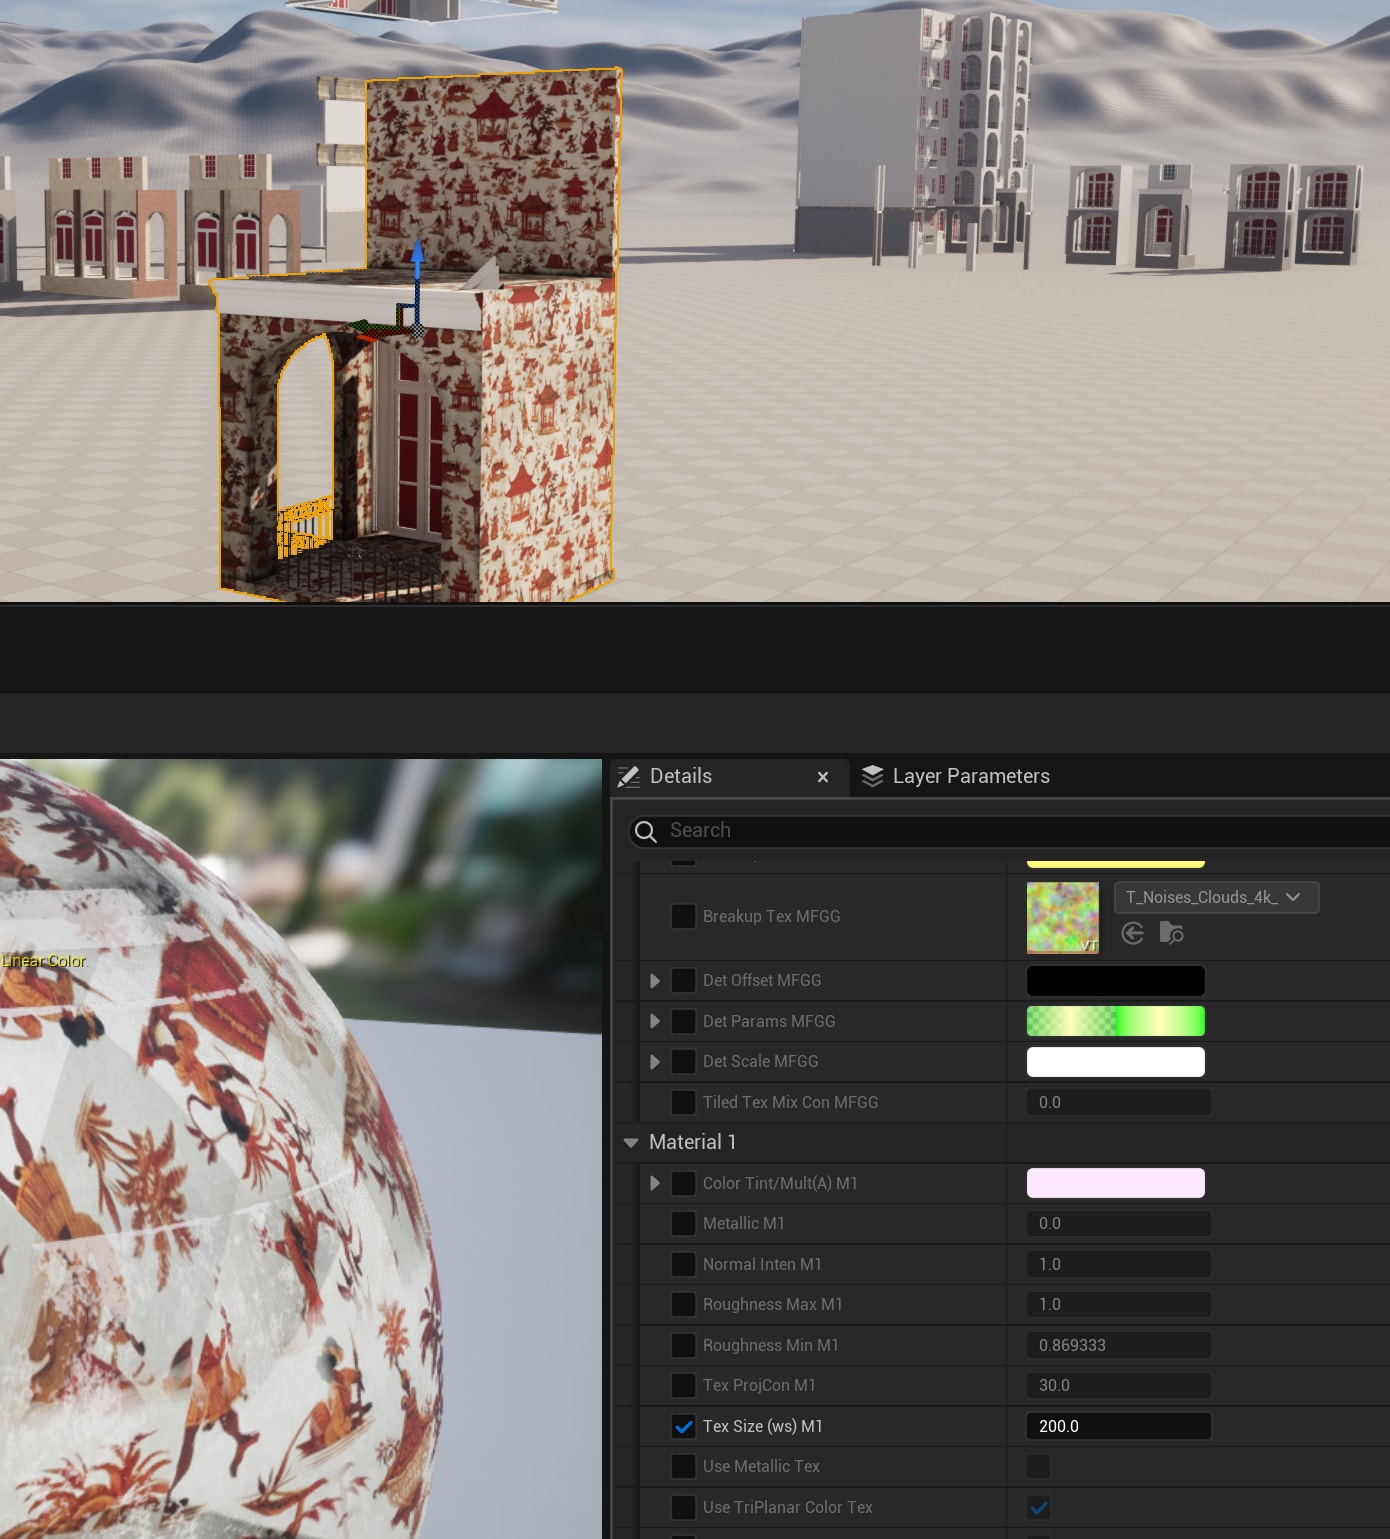 Details
Layer Parameters
Search
Breakup Tex MFGG
T_Noises_Clouds_4k_
VT
Linear Color.
Det Offset MFGG
Det Params MFGG
Det Scale MFGG
Tiled Tex Mix Con MFGG
0.0
Material 1
Color Tint/Mult(A) M1
Metallic M1
0.0
Normal Inten M1
1.0
Roughness Max M1
1.0
Roughness Min M1
0.869333
Tex ProjCon M1
30.0
Tex Size (ws) M1
200.0
Use Metallic Tex
Use TriPlanar Color Tex